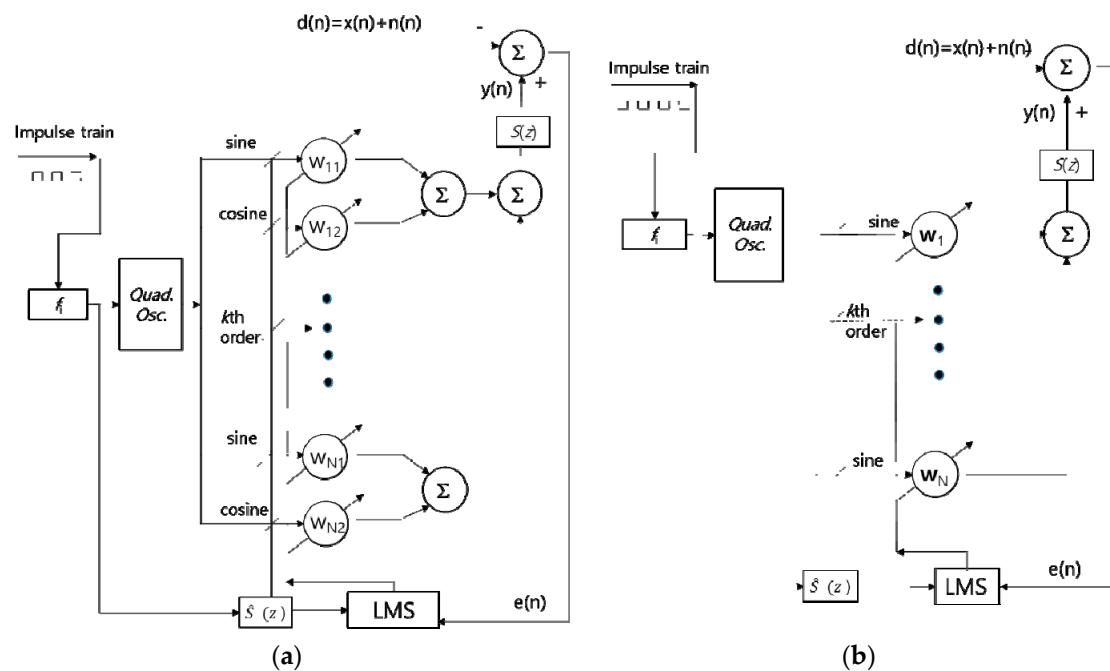 d(n)=x(n)+n(n)
-
Σ
y(n)
+
Impulse train
S(z)
sine
W11
Σ
Σ
cosine
W12
fi
Quad.
Osc.
kth
order
sine
WN1
Σ
cosine
WN2
Ŝ (z)
LMS
e(n)
(a)
d(n)=x(n)+n(n)
Σ
Impulse train
y(n)
+
S(z)
fi
Quad.
Osc.
sine
w1
Σ
kth
order
sine
wN
Ŝ (z)
LMS
e(n)
(b)